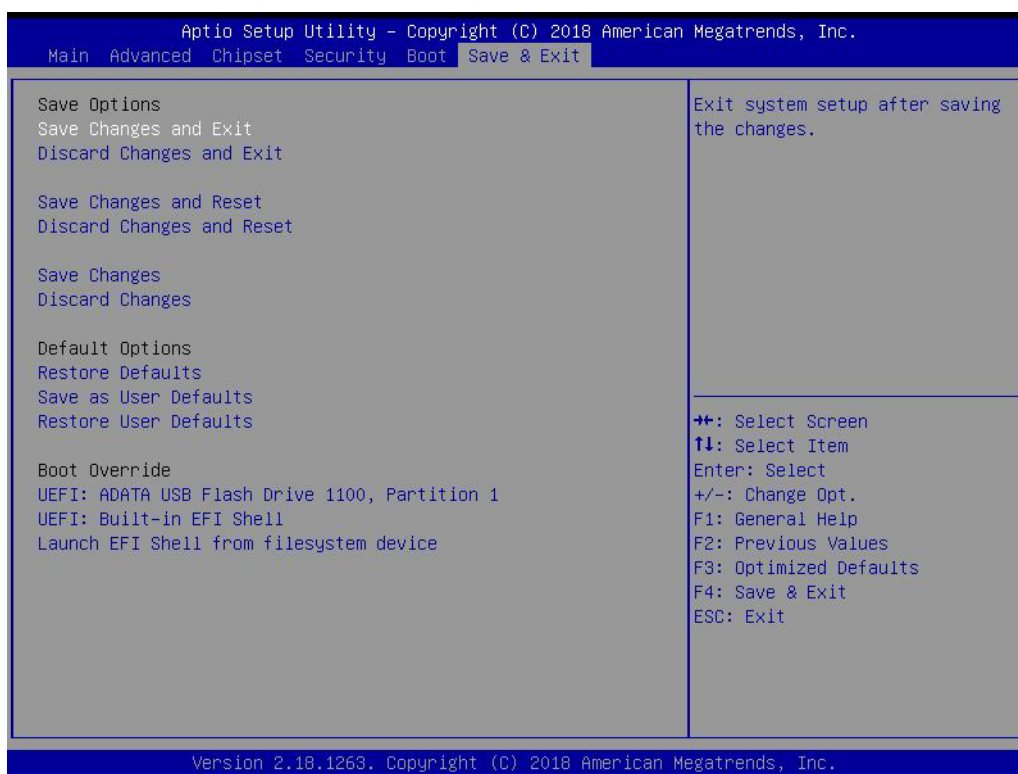 Aptio Setup Utility – Copyright (C) 2018 American Megatrends, Inc.
Main Advanced Chipset Security Boot Save & Exit
Save Options
Save Changes and Exit
Discard Changes and Exit
Save Changes and Reset
Discard Changes and Reset
Save Changes
Discard Changes
Default Options
Restore Defaults
Save as User Defaults
Restore User Defaults
Boot Override
UEFI: ADATA USB Flash Drive 1100, Partition 1
UEFI: Built-in EFI Shell
Launch EFI Shell from filesystem device
Exit system setup after saving
the changes.
→←: Select Screen
↑↓: Select Item
Enter: Select
+/-: Change Opt.
F1: General Help
F2: Previous Values
F3: Optimized Defaults
F4: Save & Exit
ESC: Exit
Version 2.18.1263. Copyright (C) 2018 American Megatrends, Inc.